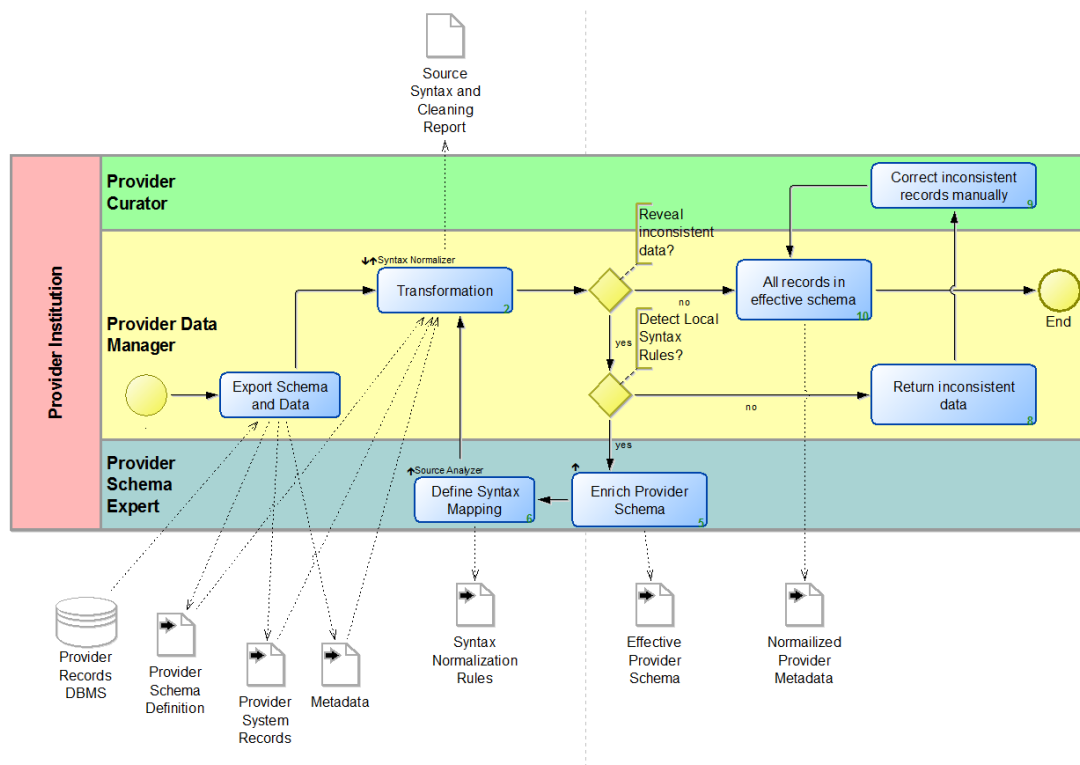 Source
Syntax and
Cleaning
Report
Provider Institution
Provider
Curator
Correct inconsistent
records manually
9
Reveal
inconsistent
data?
Provider Data
Manager
Syntax Normalizer
Transformation
2
no
All records in
effective schema
10
End
Detect Local
Syntax
Rules?
yes
Export Schema
and Data
no
Return inconsistent
data
8
yes
Provider
Schema
Expert
Source Analyzer
Define Syntax
Mapping
6
Enrich Provider
Schema
5
Provider
Records
DBMS
Provider
Schema
Definition
Provider
System
Records
Metadata
Syntax
Normalization
Rules
Effective
Provider
Schema
Normailized
Provider
Metadata